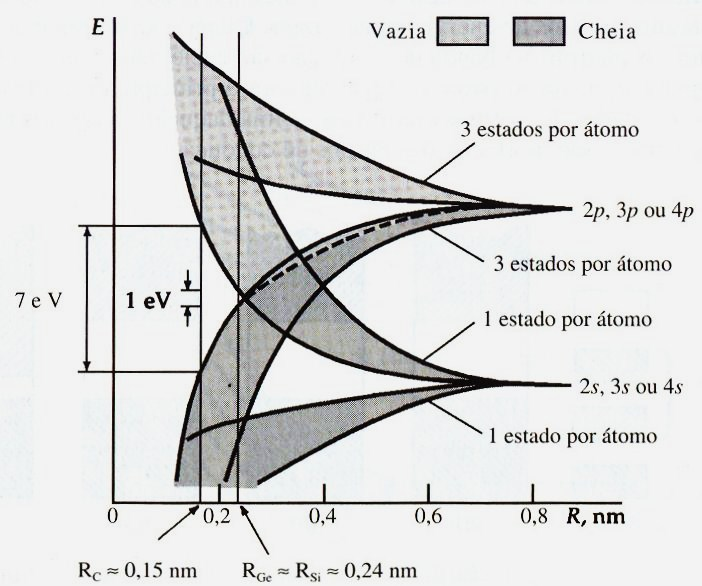 E
Vazia
Cheia
3 estados por átomo
2p, 3p ou 4p
3 estados por átomo
7 e V
1 eV
1 estado por átomo
2s, 3s ou 4s
1 estado por átomo
0
0,2
0,4
0,6
0,8
R, nm
R_C ≈ 0,15 nm
R_Ge ≈ R_Si ≈ 0,24 nm